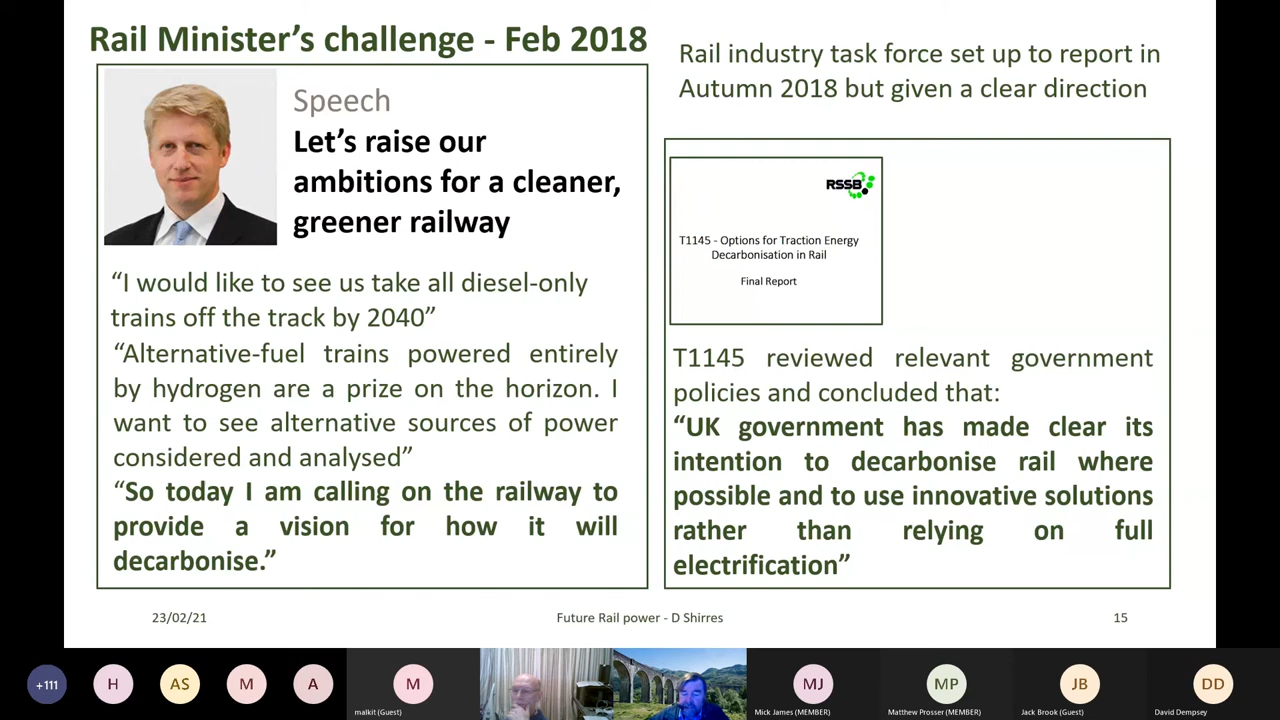 Rail Minister’s challenge - Feb 2018
Speech
Let’s raise our
ambitions for a cleaner,
greener railway
“I would like to see us take all diesel-only
trains off the track by 2040”
“Alternative-fuel trains powered entirely
by hydrogen are a prize on the horizon. I
want to see alternative sources of power
considered and analysed”
“So today I am calling on the railway to
provide a vision for how it will
decarbonise.”
Rail industry task force set up to report in
Autumn 2018 but given a clear direction
RSSB
T1145 - Options for Traction Energy
Decarbonisation in Rail
Final Report
T1145 reviewed relevant government
policies and concluded that:
“UK government has made clear its
intention to decarbonise rail where
possible and to use innovative solutions
rather than relying on full
electrification”
23/02/21
Future Rail power - D Shirres
15
+111
H
AS
M
A
M
malkit (Guest)
MJ
Mick James (MEMBER)
MP
Matthew Prosser (MEMBER)
JB
Jack Brook (Guest)
DD
David Dempsey